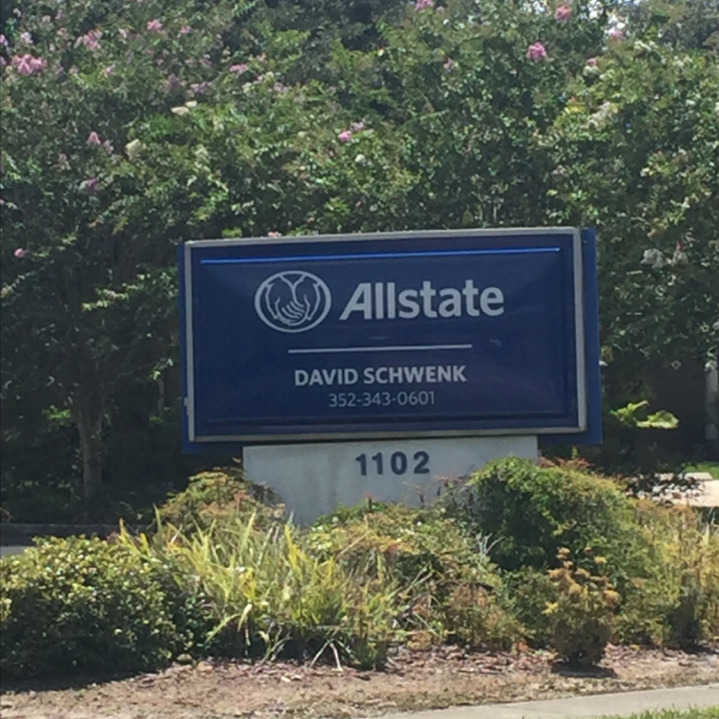 Allstate
DAVID SCHWENK
352-343-0601
1102